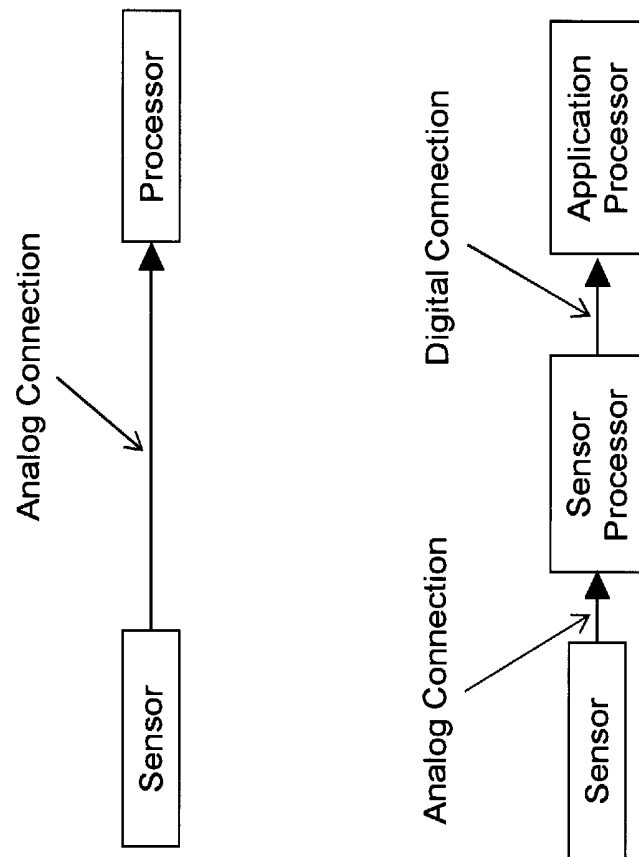 Analog Connection
Sensor
Processor
Analog Connection
Digital Connection
Sensor
Sensor
Processor
Application
Processor